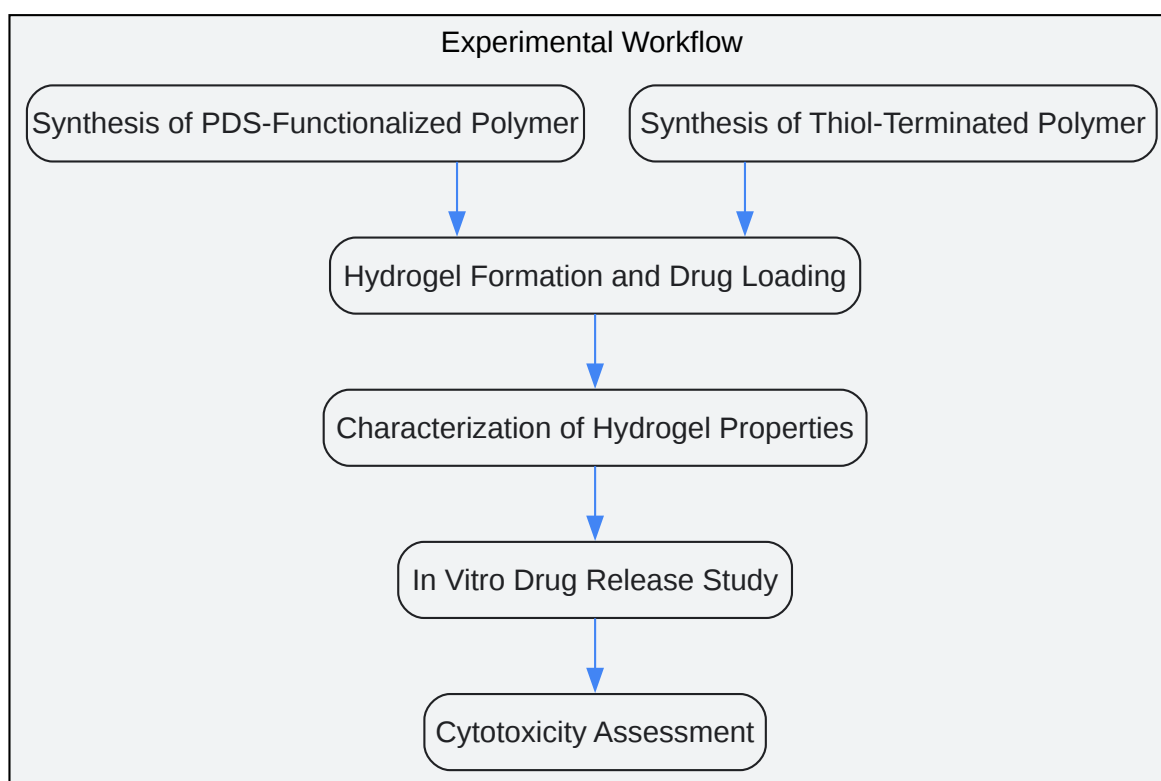 Experimental Workflow
Synthesis of PDS-Functionalized Polymer
Synthesis of Thiol-Terminated Polymer
Hydrogel Formation and Drug Loading
Characterization of Hydrogel Properties
In Vitro Drug Release Study
Cytotoxicity Assessment